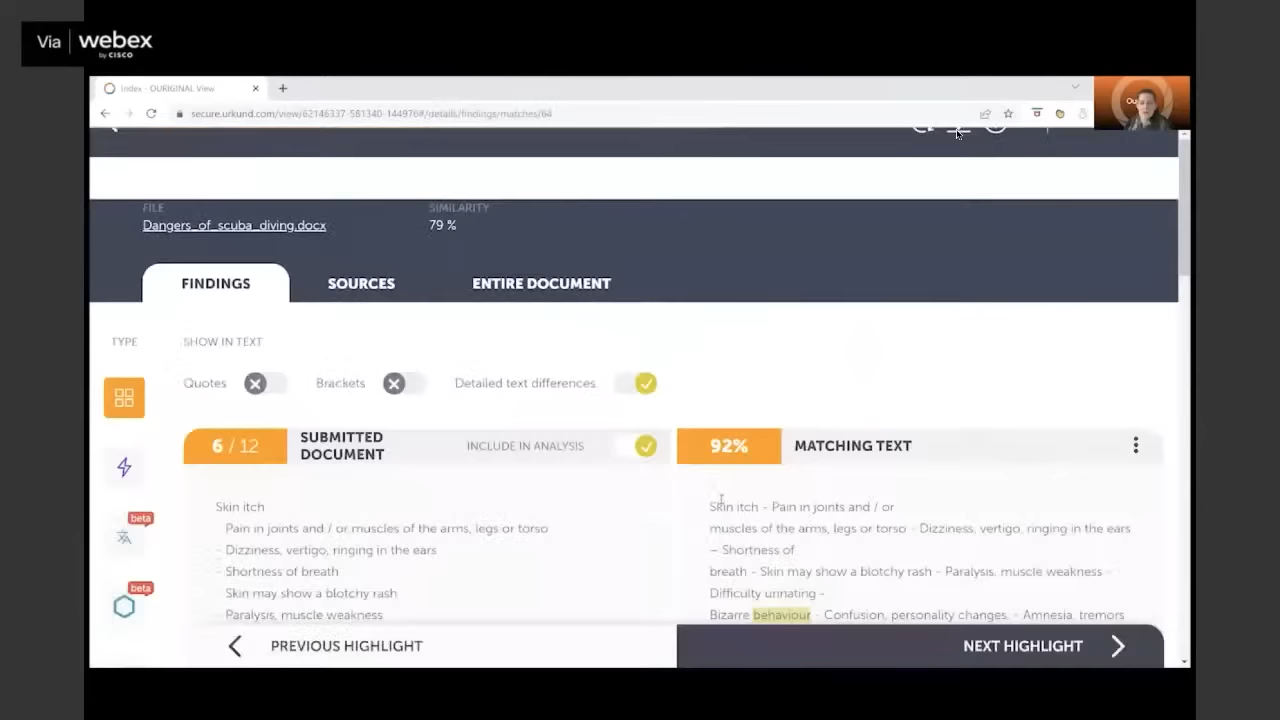 Via webex
by CISCO
Index - OURIGINAL View
secure.urkund.com/view/62146337-581340-144976#/details/findings/matches/64
FILE
SIMILARITY
Dangers_of_scuba_diving.docx
79 %
FINDINGS
SOURCES
ENTIRE DOCUMENT
TYPE
SHOW IN TEXT
Quotes
Brackets
Detailed text differences
6 / 12
SUBMITTED
DOCUMENT
INCLUDE IN ANALYSIS
92%
MATCHING TEXT
beta
beta
Skin itch
Pain in joints and / or muscles of the arms, legs or torso
- Dizziness, vertigo, ringing in the ears
- Shortness of breath
Skin may show a blotchy rash
- Paralysis, muscle weakness
Skin itch - Pain in joints and / or
muscles of the arms, legs or torso - Dizziness, vertigo, ringing in the ears
– Shortness of
breath - Skin may show a blotchy rash - Paralysis, muscle weakness -
Difficulty urinating -
Bizarre behaviour - Confusion, personality changes, - Amnesia, tremors
PREVIOUS HIGHLIGHT
NEXT HIGHLIGHT